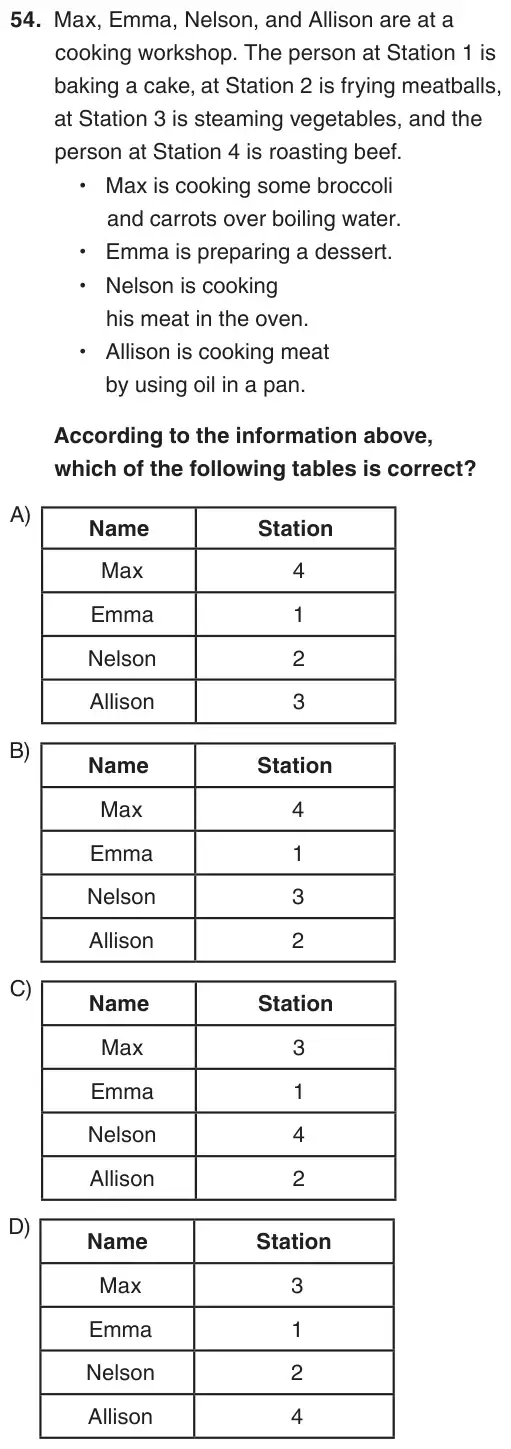 54. Max, Emma, Nelson, and Allison are at a
cooking workshop. The person at Station 1 is
baking a cake, at Station 2 is frying meatballs,
at Station 3 is steaming vegetables, and the
person at Station 4 is roasting beef.
• Max is cooking some broccoli
and carrots over boiling water.
• Emma is preparing a dessert.
• Nelson is cooking
his meat in the oven.
• Allison is cooking meat
by using oil in a pan.
According to the information above,
which of the following tables is correct?
A)
Name Station
Max 4
Emma 1
Nelson 2
Allison 3
B)
Name Station
Max 4
Emma 1
Nelson 3
Allison 2
C)
Name Station
Max 3
Emma 1
Nelson 4
Allison 2
D)
Name Station
Max 3
Emma 1
Nelson 2
Allison 4